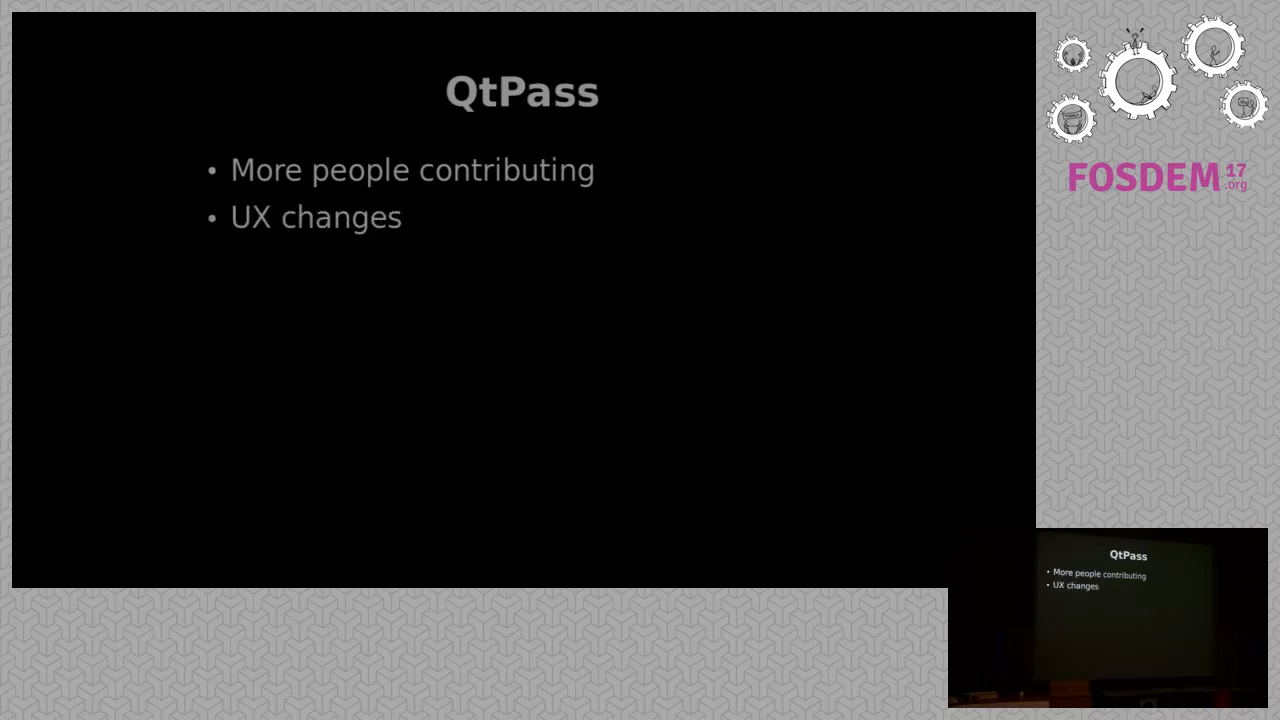 QtPass
• More people contributing
• UX changes
FOSDEM 17
.org
QtPass
• More people contributing
• UX changes